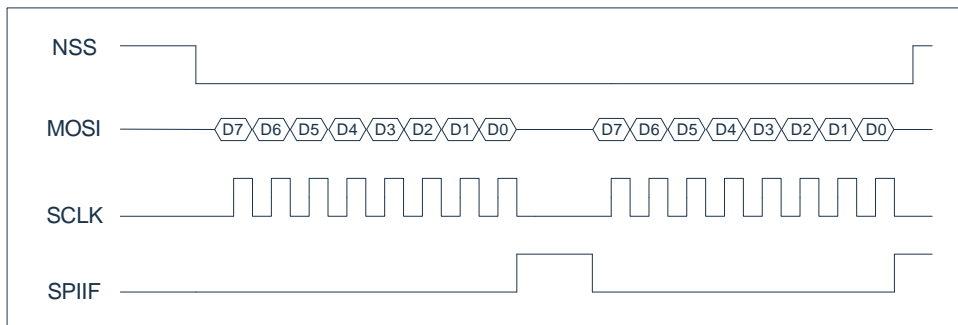 NSS
MOSI D7 D6 D5 D4 D3 D2 D1 D0 D7 D6 D5 D4 D3 D2 D1 D0
SCLK
SPIIF